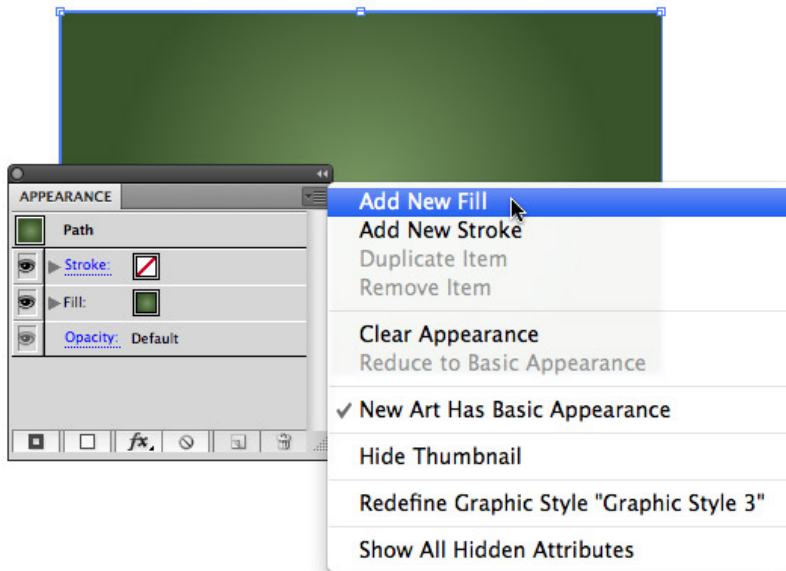 APPEARANCE
Path
Stroke:
Fill:
Opacity: Default
fx
Add New Fill
Add New Stroke
Duplicate Item
Remove Item
Clear Appearance
Reduce to Basic Appearance
✓ New Art Has Basic Appearance
Hide Thumbnail
Redefine Graphic Style "Graphic Style 3"
Show All Hidden Attributes